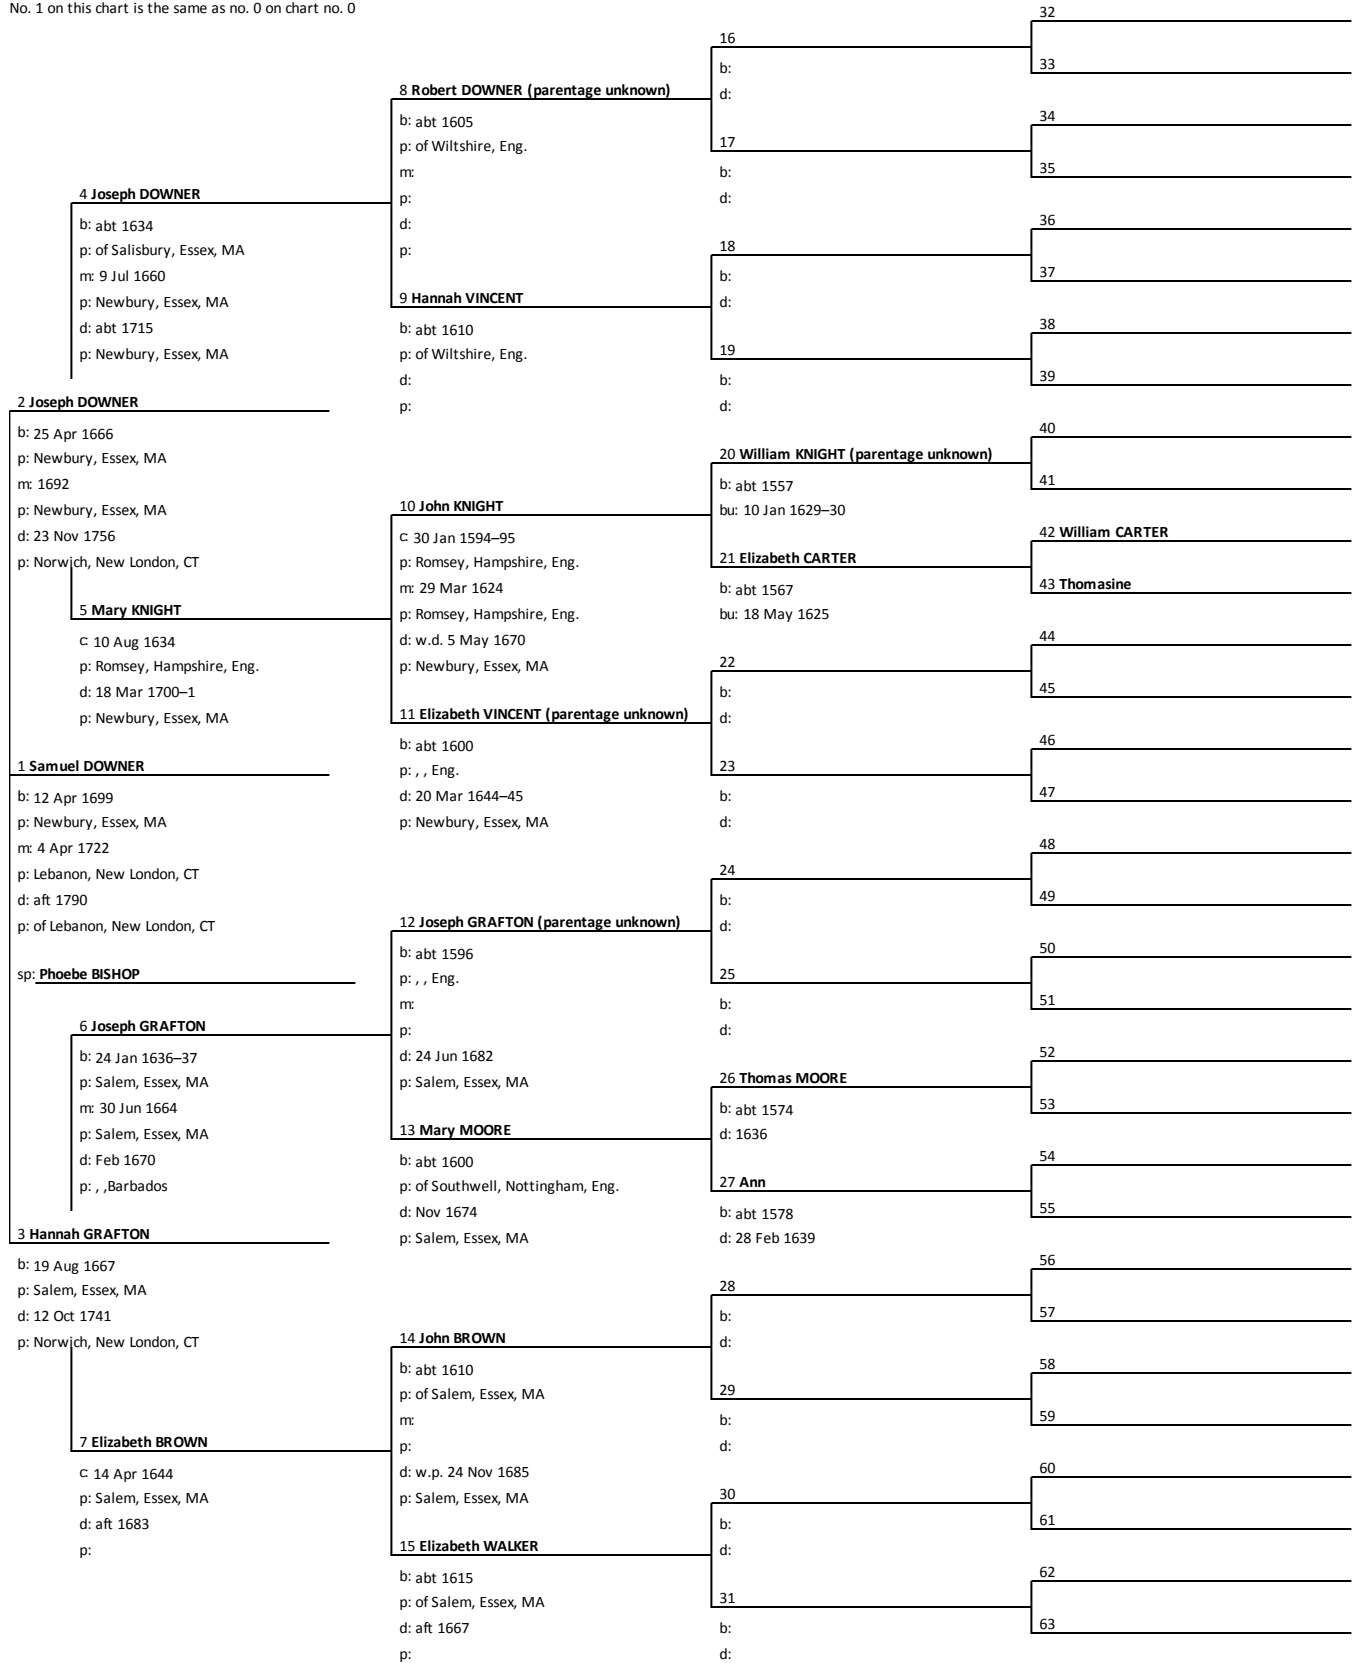 No. 1 on this chart is the same as no. 0 on chart no. 0
2 Joseph DOWNER
b: 25 Apr 1666
p: Newbury, Essex, MA
m: 1692
p: Newbury, Essex, MA
d: 23 Nov 1756
p: Norwich, New London, CT
1 Samuel DOWNER
b: 12 Apr 1699
p: Newbury, Essex, MA
m: 4 Apr 1722
p: Lebanon, New London, CT
d: aft 1790
p: of Lebanon, New London, CT
sp: Phoebe BISHOP
3 Hannah GRAFTON
b: 19 Aug 1667
p: Salem, Essex, MA
d: 12 Oct 1741
p: Norwich, New London, CT
4 Joseph DOWNER
b: abt 1634
p: of Salisbury, Essex, MA
m: 9 Jul 1660
p: Newbury, Essex, MA
d: abt 1715
p: Newbury, Essex, MA
5 Mary KNIGHT
c: 10 Aug 1634
p: Romsey, Hampshire, Eng.
d: 18 Mar 1700–1
p: Newbury, Essex, MA
6 Joseph GRAFTON
b: 24 Jan 1636–37
p: Salem, Essex, MA
m: 30 Jun 1664
p: Salem, Essex, MA
d: Feb 1670
p: , ,Barbados
7 Elizabeth BROWN
c: 14 Apr 1644
p: Salem, Essex, MA
d: aft 1683
p:
8 Robert DOWNER (parentage unknown)
b: abt 1605
p: of Wiltshire, Eng.
m:
p:
d:
p:
9 Hannah VINCENT
b: abt 1610
p: of Wiltshire, Eng.
d:
p:
10 John KNIGHT
c: 30 Jan 1594–95
p: Romsey, Hampshire, Eng.
m: 29 Mar 1624
p: Romsey, Hampshire, Eng.
d: w.d. 5 May 1670
p: Newbury, Essex, MA
11 Elizabeth VINCENT (parentage unknown)
b: abt 1600
p: , , Eng.
d: 20 Mar 1644–45
p: Newbury, Essex, MA
12 Joseph GRAFTON (parentage unknown)
b: abt 1596
p: , , Eng.
m:
p:
d: 24 Jun 1682
p: Salem, Essex, MA
13 Mary MOORE
b: abt 1600
p: of Southwell, Nottingham, Eng.
d: Nov 1674
p: Salem, Essex, MA
14 John BROWN
b: abt 1610
p: of Salem, Essex, MA
m:
p:
d: w.p. 24 Nov 1685
p: Salem, Essex, MA
15 Elizabeth WALKER
b: abt 1615
p: of Salem, Essex, MA
d: aft 1667
p:
16
b:
d:
17
b:
d:
18
b:
d:
19
b:
d:
20 William KNIGHT (parentage unknown)
b: abt 1557
bu: 10 Jan 1629–30
21 Elizabeth CARTER
b: abt 1567
bu: 18 May 1625
22
b:
d:
23
b:
d:
24
b:
d:
25
b:
d:
26 Thomas MOORE
b: abt 1574
d: 1636
27 Ann
b: abt 1578
d: 28 Feb 1639
28
b:
d:
29
b:
d:
30
b:
d:
31
b:
d:
32
33
34
35
36
37
38
39
40
41
42 William CARTER
43 Thomasine
44
45
46
47
48
49
50
51
52
53
54
55
56
57
58
59
60
61
62
63